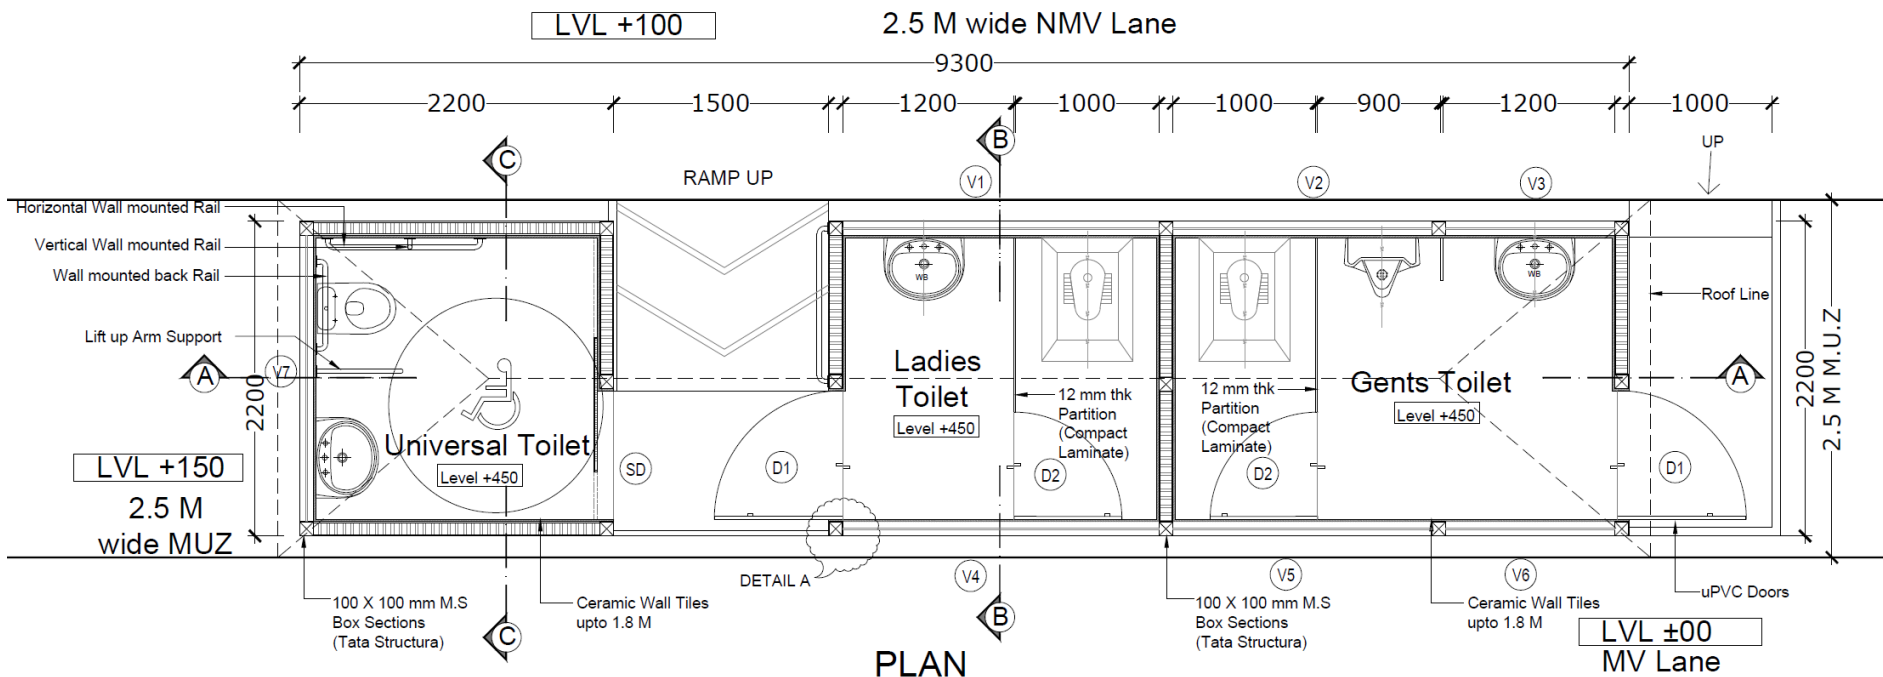 LVL +100
2.5 M wide NMV Lane
9300
2200
1500
1200
1000
1000
900
1200
1000
UP
B
C
RAMP UP
V1
V2
V3
Horizontal Wall mounted Rail
Vertical Wall mounted Rail
Wall mounted back Rail
WB
WB
Roof Line
Lift up Arm Support
Ladies
Toilet
Level +450
Gents Toilet
Level +450
12 mm thk
Partition
(Compact
Laminate)
12 mm thk
Partition
(Compact
Laminate)
A
V7
A
2200
2200
2.5 M M.U.Z
Universal Toilet
Level +450
LVL +150
2.5 M
wide MUZ
SD
D1
D2
D2
D1
DETAIL A
V4
V5
V6
uPVC Doors
100 X 100 mm M.S
Box Sections
(Tata Structura)
C
Ceramic Wall Tiles
upto 1.8 M
B
100 X 100 mm M.S
Box Sections
(Tata Structura)
Ceramic Wall Tiles
upto 1.8 M
LVL ±00
MV Lane
PLAN